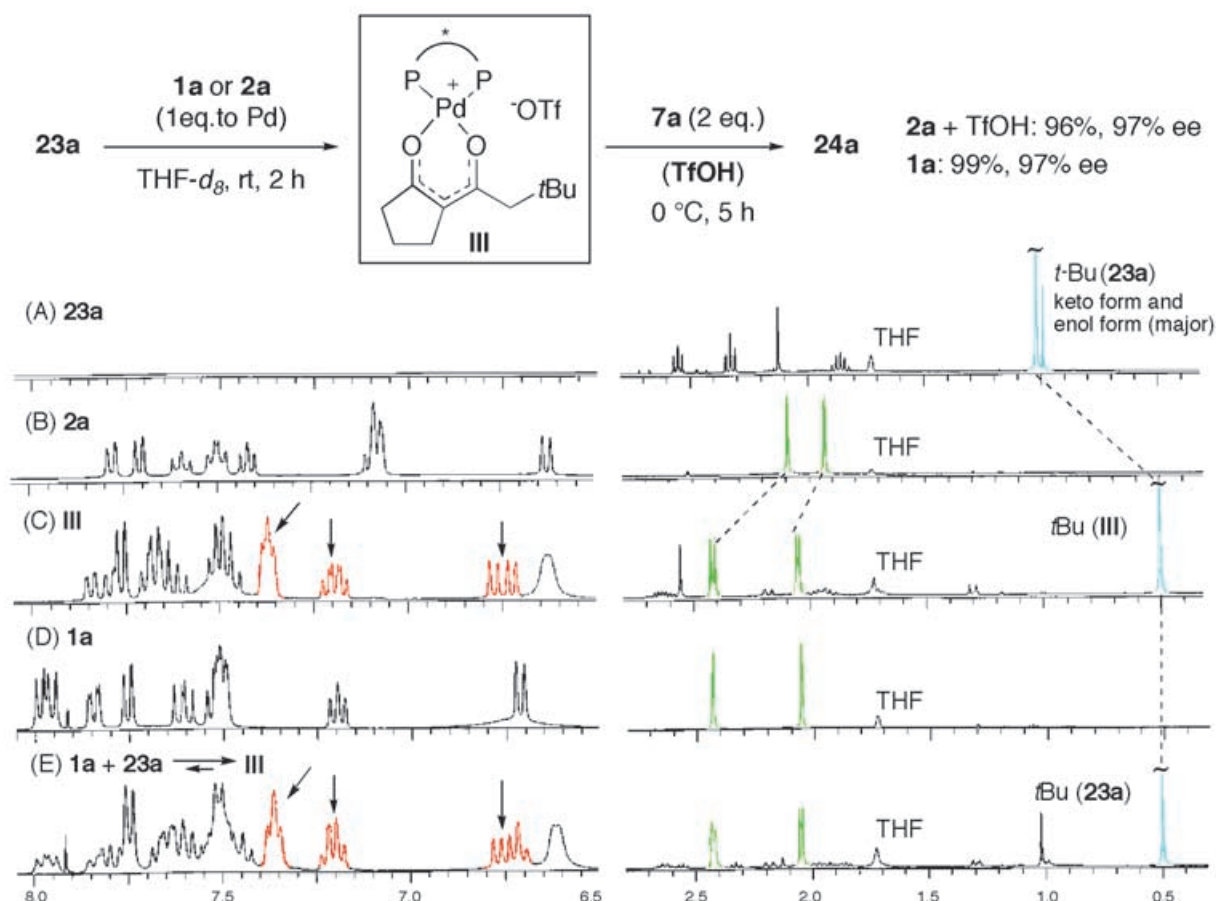 *
P P
1a or 2a
(1eq.to Pd)
23a
THF-d8, rt, 2 h
+
Pd
-OTf
O O
tBu
III
7a (2 eq.)
(TfOH)
0 °C, 5 h
24a
2a + TfOH: 96%, 97% ee
1a: 99%, 97% ee
(A) 23a
THF
~
t-Bu (23a)
keto form and
enol form (major)
(B) 2a
THF
(C) III
THF
~
tBu (III)
(D) 1a
THF
(E) 1a + 23a III
THF
tBu (23a)
~
8.0 7.5 7.0 6.5 2.5 2.0 1.5 1.0 0.5